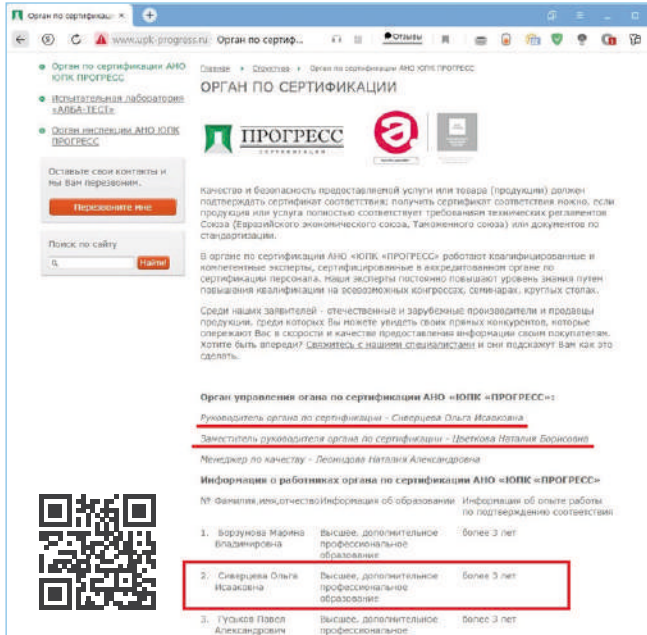 Орган по сертификаци
www.upk-progress.ru Орган по сертиф...
Отзывы
Орган по сертификации АНО ЮПК ПРОГРЕСС
Испытательная лаборатория «АЛБА-ТЕСТ»
Орган инспекции АНО ЮПК ПРОГРЕСС
Оставьте свои контакты и мы Вам перезвоним.
Перезвоните мне
Поиск по сайту
Найти!
Главная Структура Орган по сертификации АНО ЮПК ПРОГРЕСС
ОРГАН ПО СЕРТИФИКАЦИИ
ПРОГРЕСС
СЕРТИФИКАЦИЯ
Качество и безопасность предоставляемой услуги или
товара (продукции) должен
подтверждать сертификат соответствия; получить сертификат соответствия можно, если
продукция или услуга полностью соответствует требованиям технических регламентов
Союза (Евразийского экономического союза, Таможенного союза) или документов по
стандартизации.
В органе по сертификации АНО «ЮПК «ПРОГРЕСС» работают квалифицированные и
компетентные эксперты, сертифицированные в аккредитованном органе по
сертификации персонала. Наши эксперты постоянно повышают уровень знания путем
повышения квалификации на всевозможных конгрессах, семинарах, круглых столах.
Среди наших заявителей - отечественные и зарубежные производители и продавцы
продукции, среди которых Вы можете увидеть своих прямых конкурентов, которые
опережают Вас в скорости и качестве предоставления информации своим покупателям.
Хотите быть впереди? Свяжитесь с нашими специалистами и они подскажут Вам как это
сделать.
Орган управления огана по сертификации АНО «ЮПК «ПРОГРЕСС»:
Руководитель органа по сертификации - Сиверцева Ольга Исааковна
Заместитель руководителя органа по сертификации - Цветкова Наталия Борисовна
Менеджер по качеству - Леонидова Наталия Александровна
Информация о работниках органа по сертификации АНО «ЮПК «ПРОГРЕСС»
№ Фамилия,имя,отчество Информация об образовании Информация об опыте работы по подтверждению соответствия
1. Борзунова Марина Владимировна Высшее, дополнительное профессиональное образование более 3 лет
2. Сиверцева Ольга Исааковна Высшее, дополнительное профессиональное образование более 3 лет
3. Гуськов Павел Александрович Высшее, дополнительное профессиональное более 3 лет